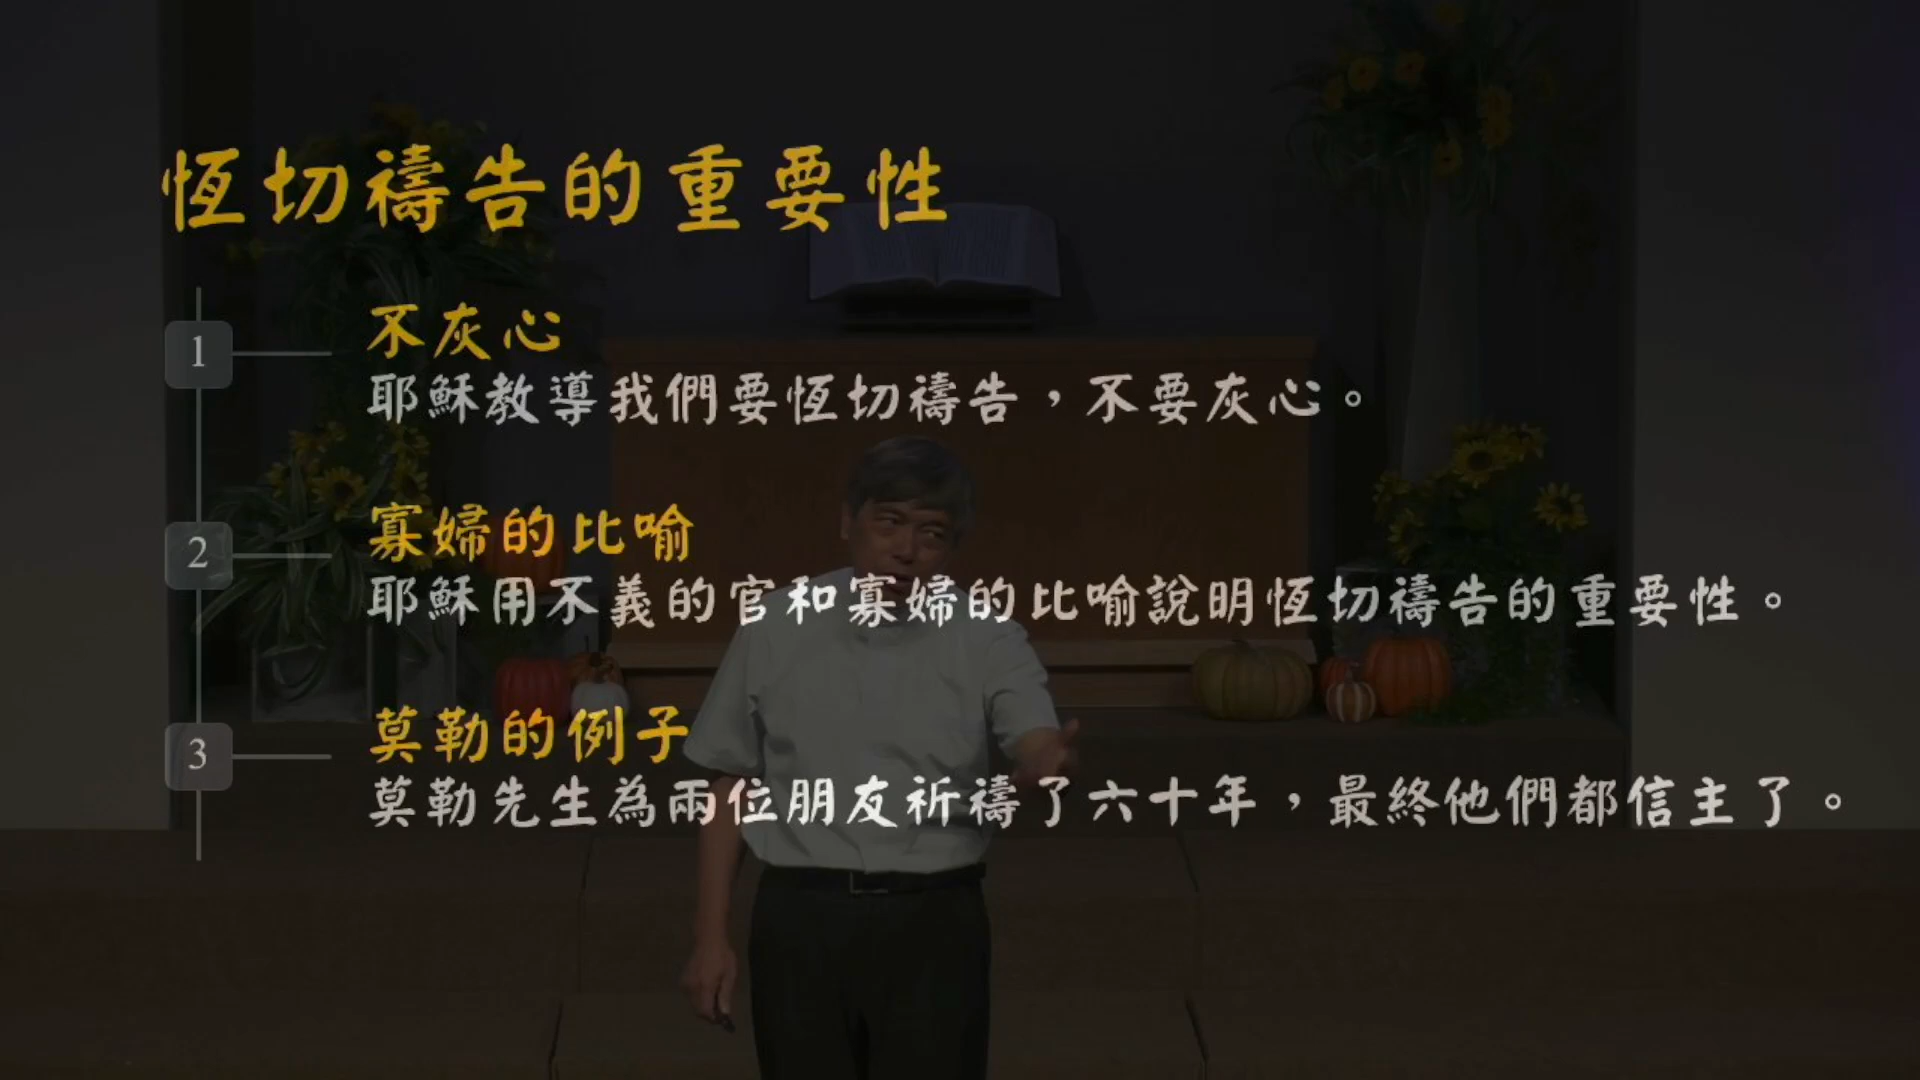 恆切禱告的重要性
1
不灰心
耶穌教導我們要恆切禱告，不要灰心。
2
寡婦的比喻
耶穌用不義的官和寡婦的比喻說明恆切禱告的重要性。
3
莫勒的例子
莫勒先生為兩位朋友祈禱了六十年，最終他們都信主了。